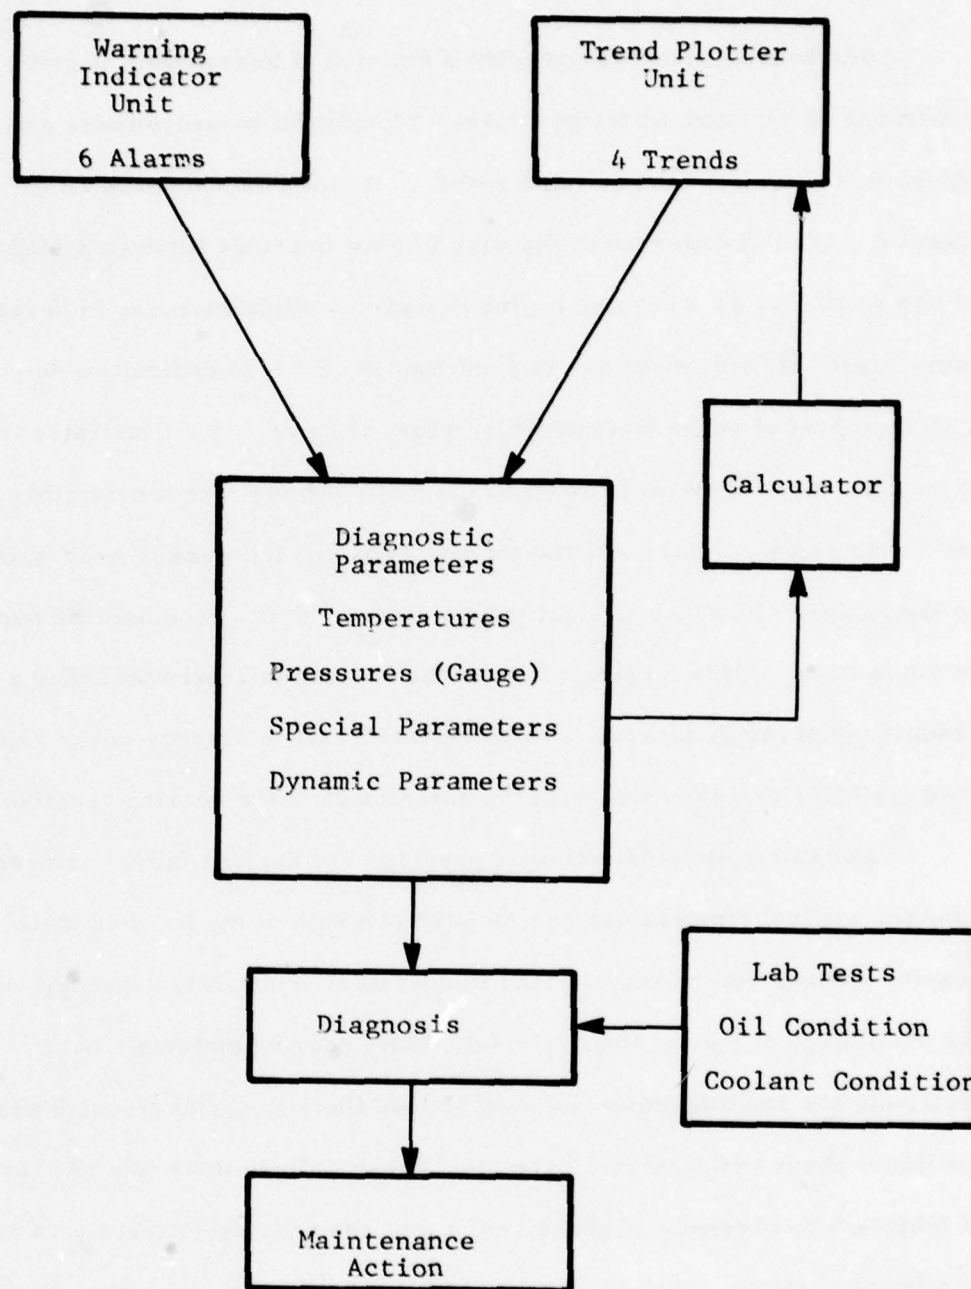 Warning
Indicator
Unit
6 Alarms
Trend Plotter
Unit
4 Trends
Calculator
Diagnostic
Parameters
Temperatures
Pressures (Gauge)
Special Parameters
Dynamic Parameters
Lab Tests
Oil Condition
Coolant Condition
Diagnosis
Maintenance
Action